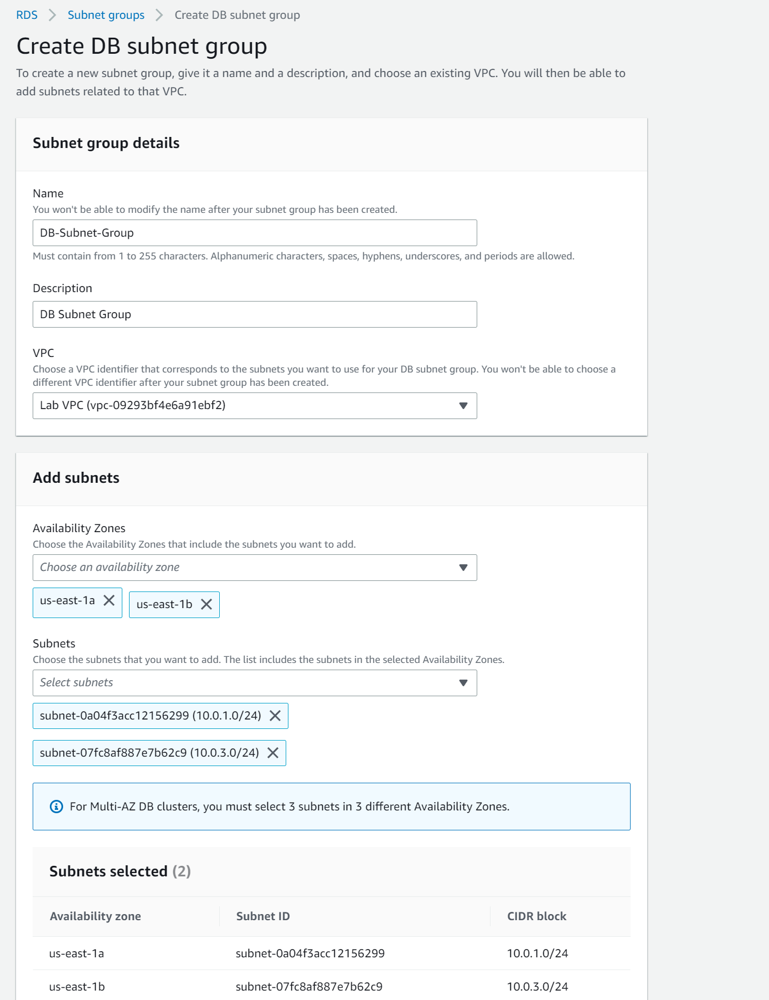 RDS > Subnet groups > Create DB subnet group
Create DB subnet group
To create a new subnet group, give it a name and a description, and choose an existing VPC. You will then be able to
add subnets related to that VPC.
Subnet group details
Name
You won't be able to modify the name after your subnet group has been created.
DB-Subnet-Group
Must contain from 1 to 255 characters. Alphanumeric characters, spaces, hyphens, underscores, and periods are allowed.
Description
DB Subnet Group
VPC
Choose a VPC identifier that corresponds to the subnets you want to use for your DB subnet group. You won't be able to choose a
different VPC identifier after your subnet group has been created.
Lab VPC (vpc-09293bf4e6a91ebf2)
Add subnets
Availability Zones
Choose the Availability Zones that include the subnets you want to add.
Choose an availability zone
us-east-1a us-east-1b
Subnets
Choose the subnets that you want to add. The list includes the subnets in the selected Availability Zones.
Select subnets
subnet-0a04f3acc12156299 (10.0.1.0/24)
subnet-07fc8af887e7b62c9 (10.0.3.0/24)
For Multi-AZ DB clusters, you must select 3 subnets in 3 different Availability Zones.
Subnets selected (2)
Availability zone Subnet ID CIDR block
us-east-1a subnet-0a04f3acc12156299 10.0.1.0/24
us-east-1b subnet-07fc8af887e7b62c9 10.0.3.0/24